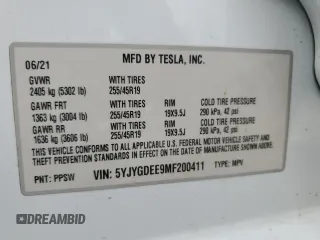 MFD BY TESLA, INC.
06/21
GVWR WITH TIRES
2405 kg (5302 lb) 255/45R19
GAWR FRT WITH TIRES RIM COLD TIRE PRESSURE
1363 kg (3004 lb) 255/45R19 19X9.5J 290 kPa, 42 psi
GAWR RR WITH TIRES RIM COLD TIRE PRESSURE
1636 kg (3606 lb) 255/45R19 19X9.5J 290 kPa, 42 psi
THIS VEHICLE CONFORMS TO ALL APPLICABLE U.S. FEDERAL MOTOR VEHICLE
SAFETY AND THEFT PREVENTION STANDARDS IN EFFECT ON THE DATE OF
MANUFACTURE SHOWN ABOVE.
PNT: PPSW VIN: 5YJYGDEE9MF200411 TYPE: MPV
DREAMBID